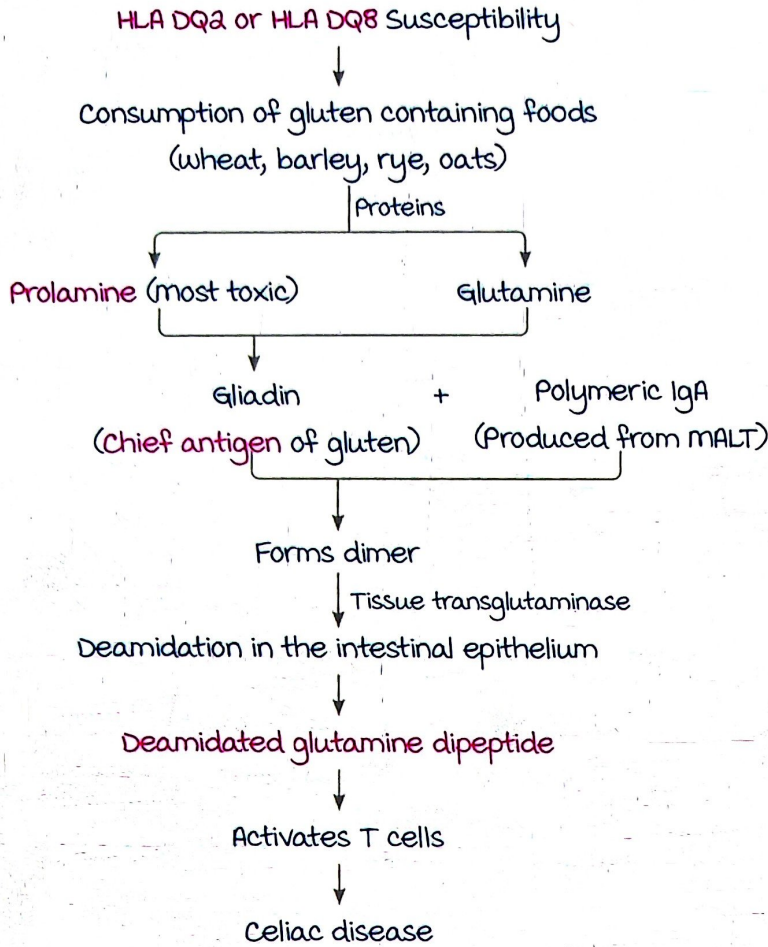 HLA DQ2 or HLA DQ8 Susceptibility
Consumption of gluten containing foods
(wheat, barley, rye, oats)
Proteins
Prolamine (most toxic)
Glutamine
Gliadin + Polymeric IgA
(Chief antigen of gluten) (Produced from MALT)
Forms dimer
Tissue transglutaminase
Deamidation in the intestinal epithelium
Deamidated glutamine dipeptide
Activates T cells
Celiac disease